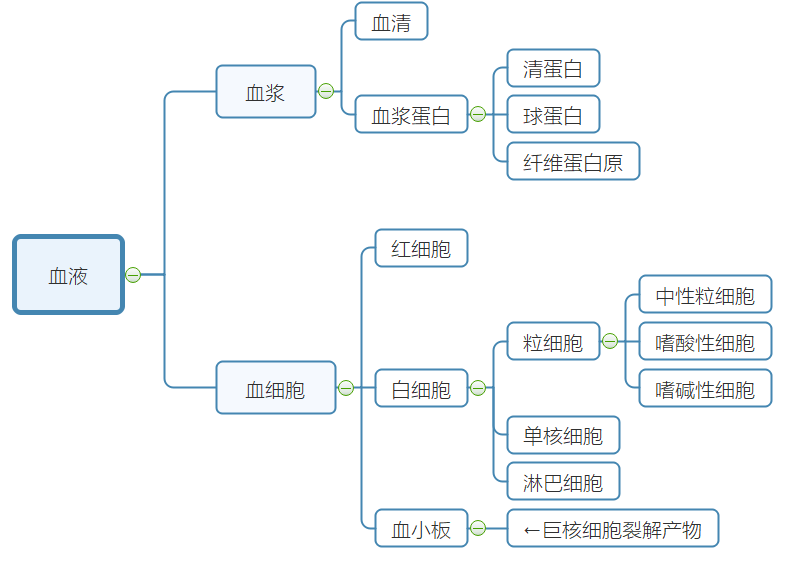 血液
血浆
血清
血浆蛋白
清蛋白
球蛋白
纤维蛋白原
血细胞
红细胞
白细胞
粒细胞
中性粒细胞
嗜酸性细胞
嗜碱性细胞
单核细胞
淋巴细胞
血小板
←巨核细胞裂解产物